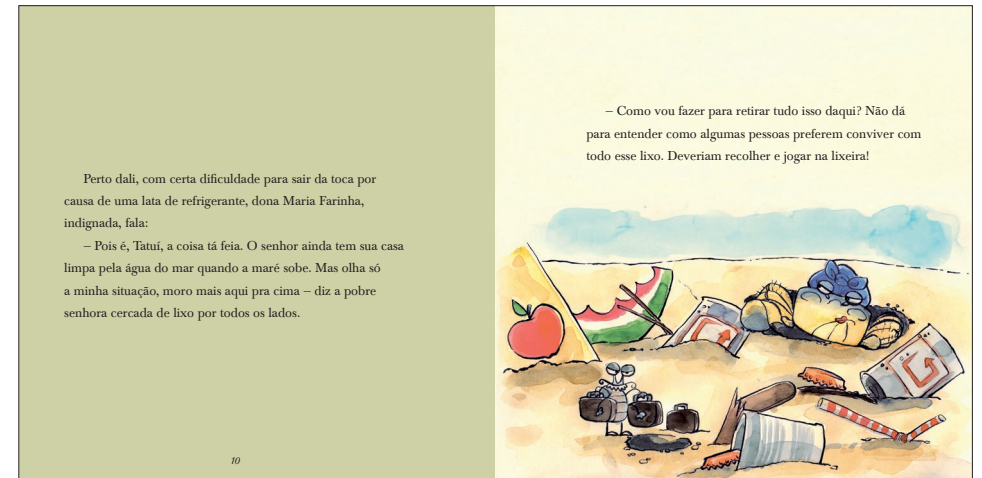 Perto dali, com certa dificuldade para sair da toca por
causa de uma lata de refrigerante, dona Maria Farinha,
indignada, fala:
– Pois é, Tatuí, a coisa tá feia. O senhor ainda tem sua casa
limpa pela água do mar quando a maré sobe. Mas olha só
a minha situação, moro mais aqui pra cima – diz a pobre
senhora cercada de lixo por todos os lados.
10
– Como vou fazer para retirar tudo isso daqui? Não dá
para entender como algumas pessoas preferem conviver com
todo esse lixo. Deveriam recolher e jogar na lixeira!